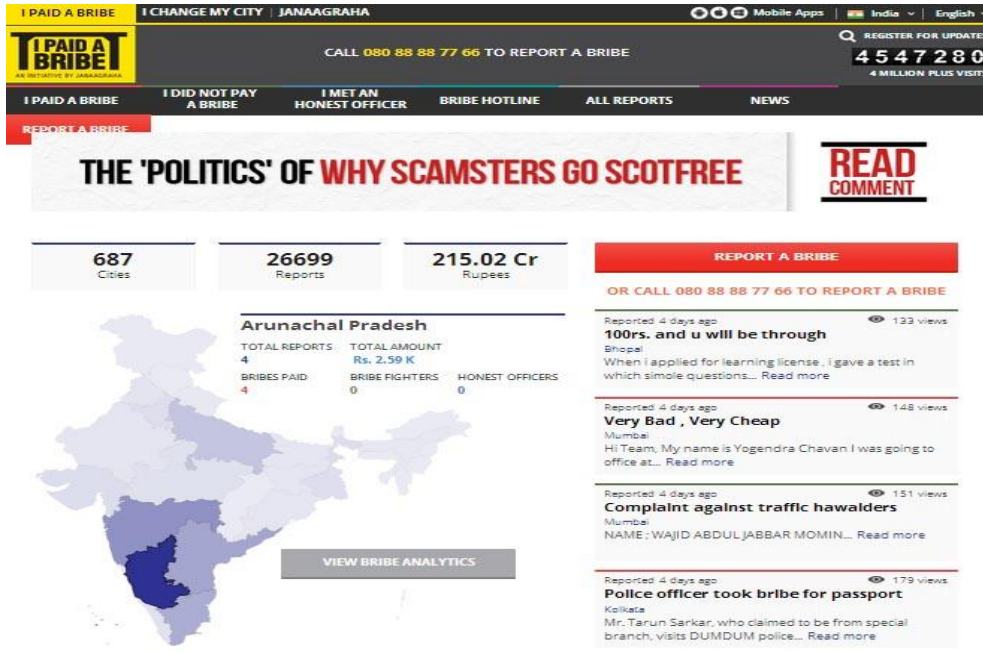 I PAID A BRIBE
I CHANGE MY CITY | JANAAGRAHA
Mobile Apps | India | English
I PAID A
BRIBE
AN INITIATIVE BY JANAAGRAHA
CALL 080 88 88 77 66 TO REPORT A BRIBE
REGISTER FOR UPDATE
4547280
4 MILLION PLUS VISIT
I PAID A BRIBE
I DID NOT PAY
A BRIBE
I MET AN
HONEST OFFICER
BRIBE HOTLINE
ALL REPORTS
NEWS
REPORT A BRIBE
THE 'POLITICS' OF WHY SCAMSTERS GO SCOTFREE
READ
COMMENT
687
Cities
26699
Reports
215.02 Cr
Rupees
Arunachal Pradesh
TOTAL REPORTS TOTAL AMOUNT
4 Rs. 2.59 K
BRIBES PAID BRIBE FIGHTERS HONEST OFFICERS
4 0 0
VIEW BRIBE ANALYTICS
REPORT A BRIBE
OR CALL 080 88 88 77 66 TO REPORT A BRIBE
Reported 4 days ago 133 views
100rs. and u will be through
Bhopal
When i applied for learning license , i gave a test in
which simole questions... Read more
Reported 4 days ago 148 views
Very Bad , Very Cheap
Mumbai
Hi Team, My name is Yogendra Chavan I was going to
office at... Read more
Reported 4 days ago 151 views
Complaint against traffic hawalders
Mumbai
NAME ; WAJID ABDUL JABBAR MOMIN... Read more
Reported 4 days ago 179 views
Police officer took bribe for passport
Kolkata
Mr. Tarun Sarkar, who claimed to be from special
branch, visits DUMDUM police... Read more